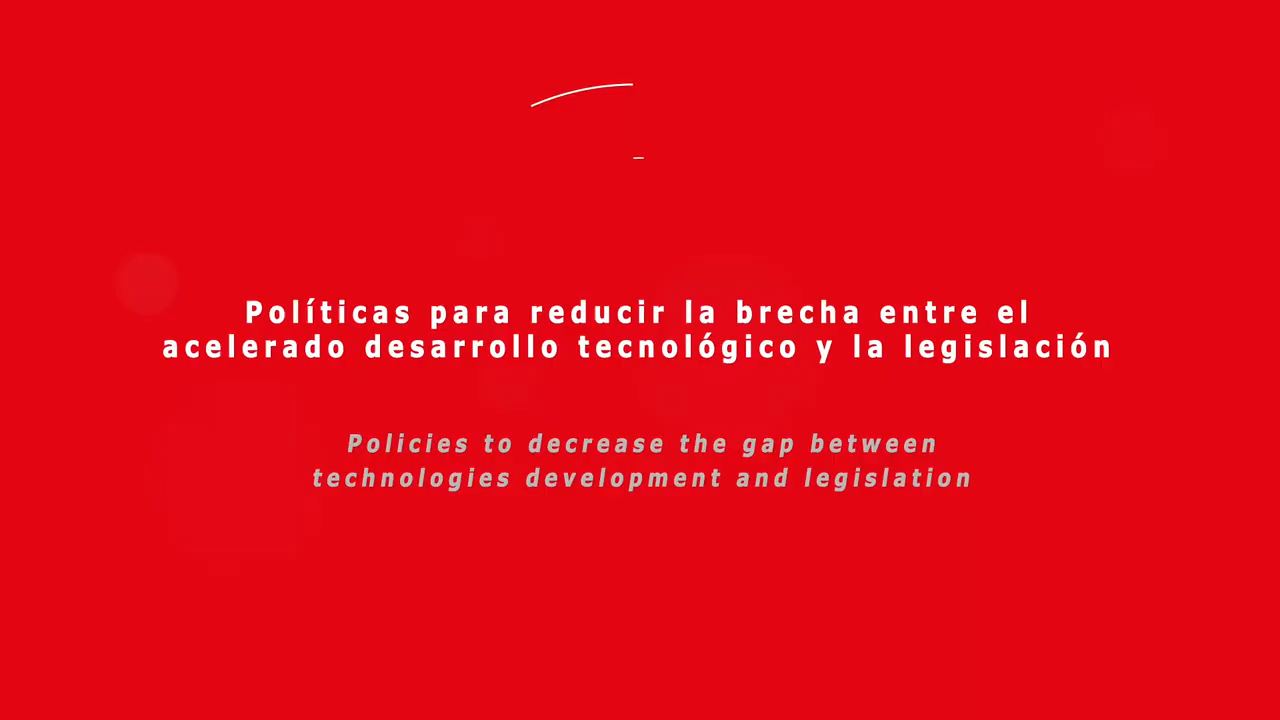 Políticas para reducir la brecha entre el
acelerado desarrollo tecnológico y la legislación
Policies to decrease the gap between
technologies development and legislation